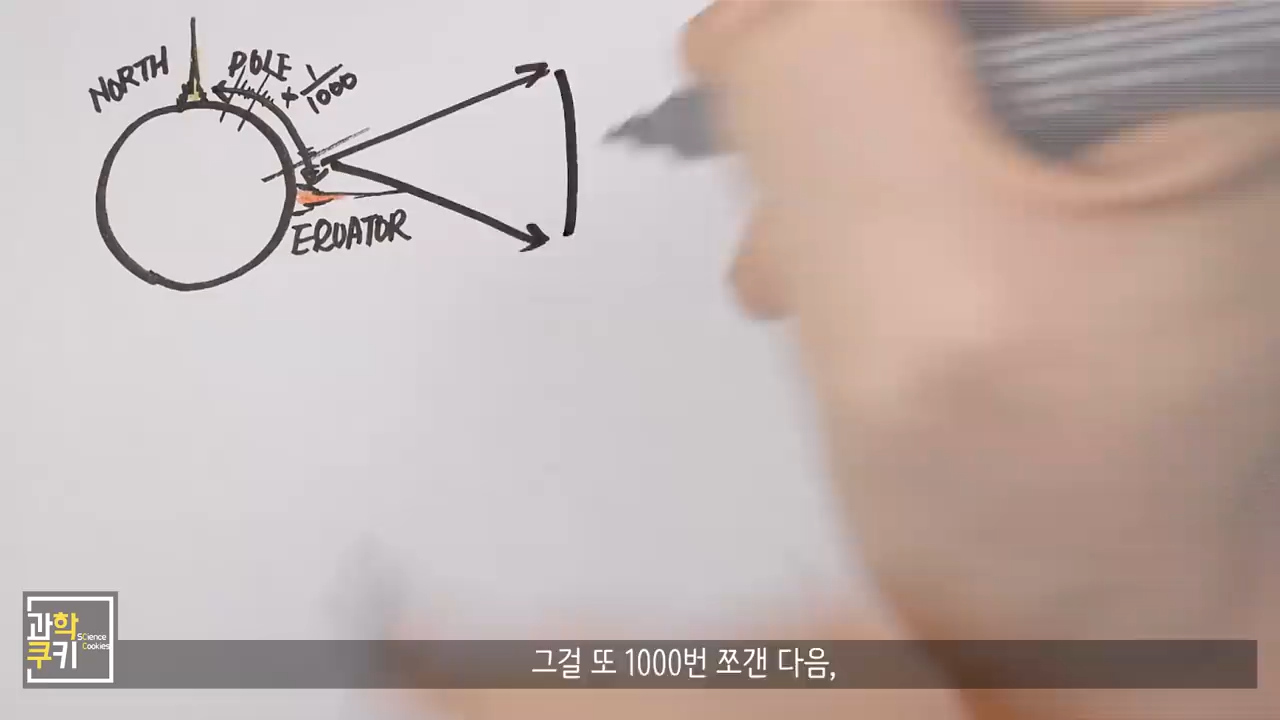 NORTH POLE
× 1/1000
EQUATOR
과학
쿠키
Science
Cookies
그걸 또 1000번 쪼갠 다음,